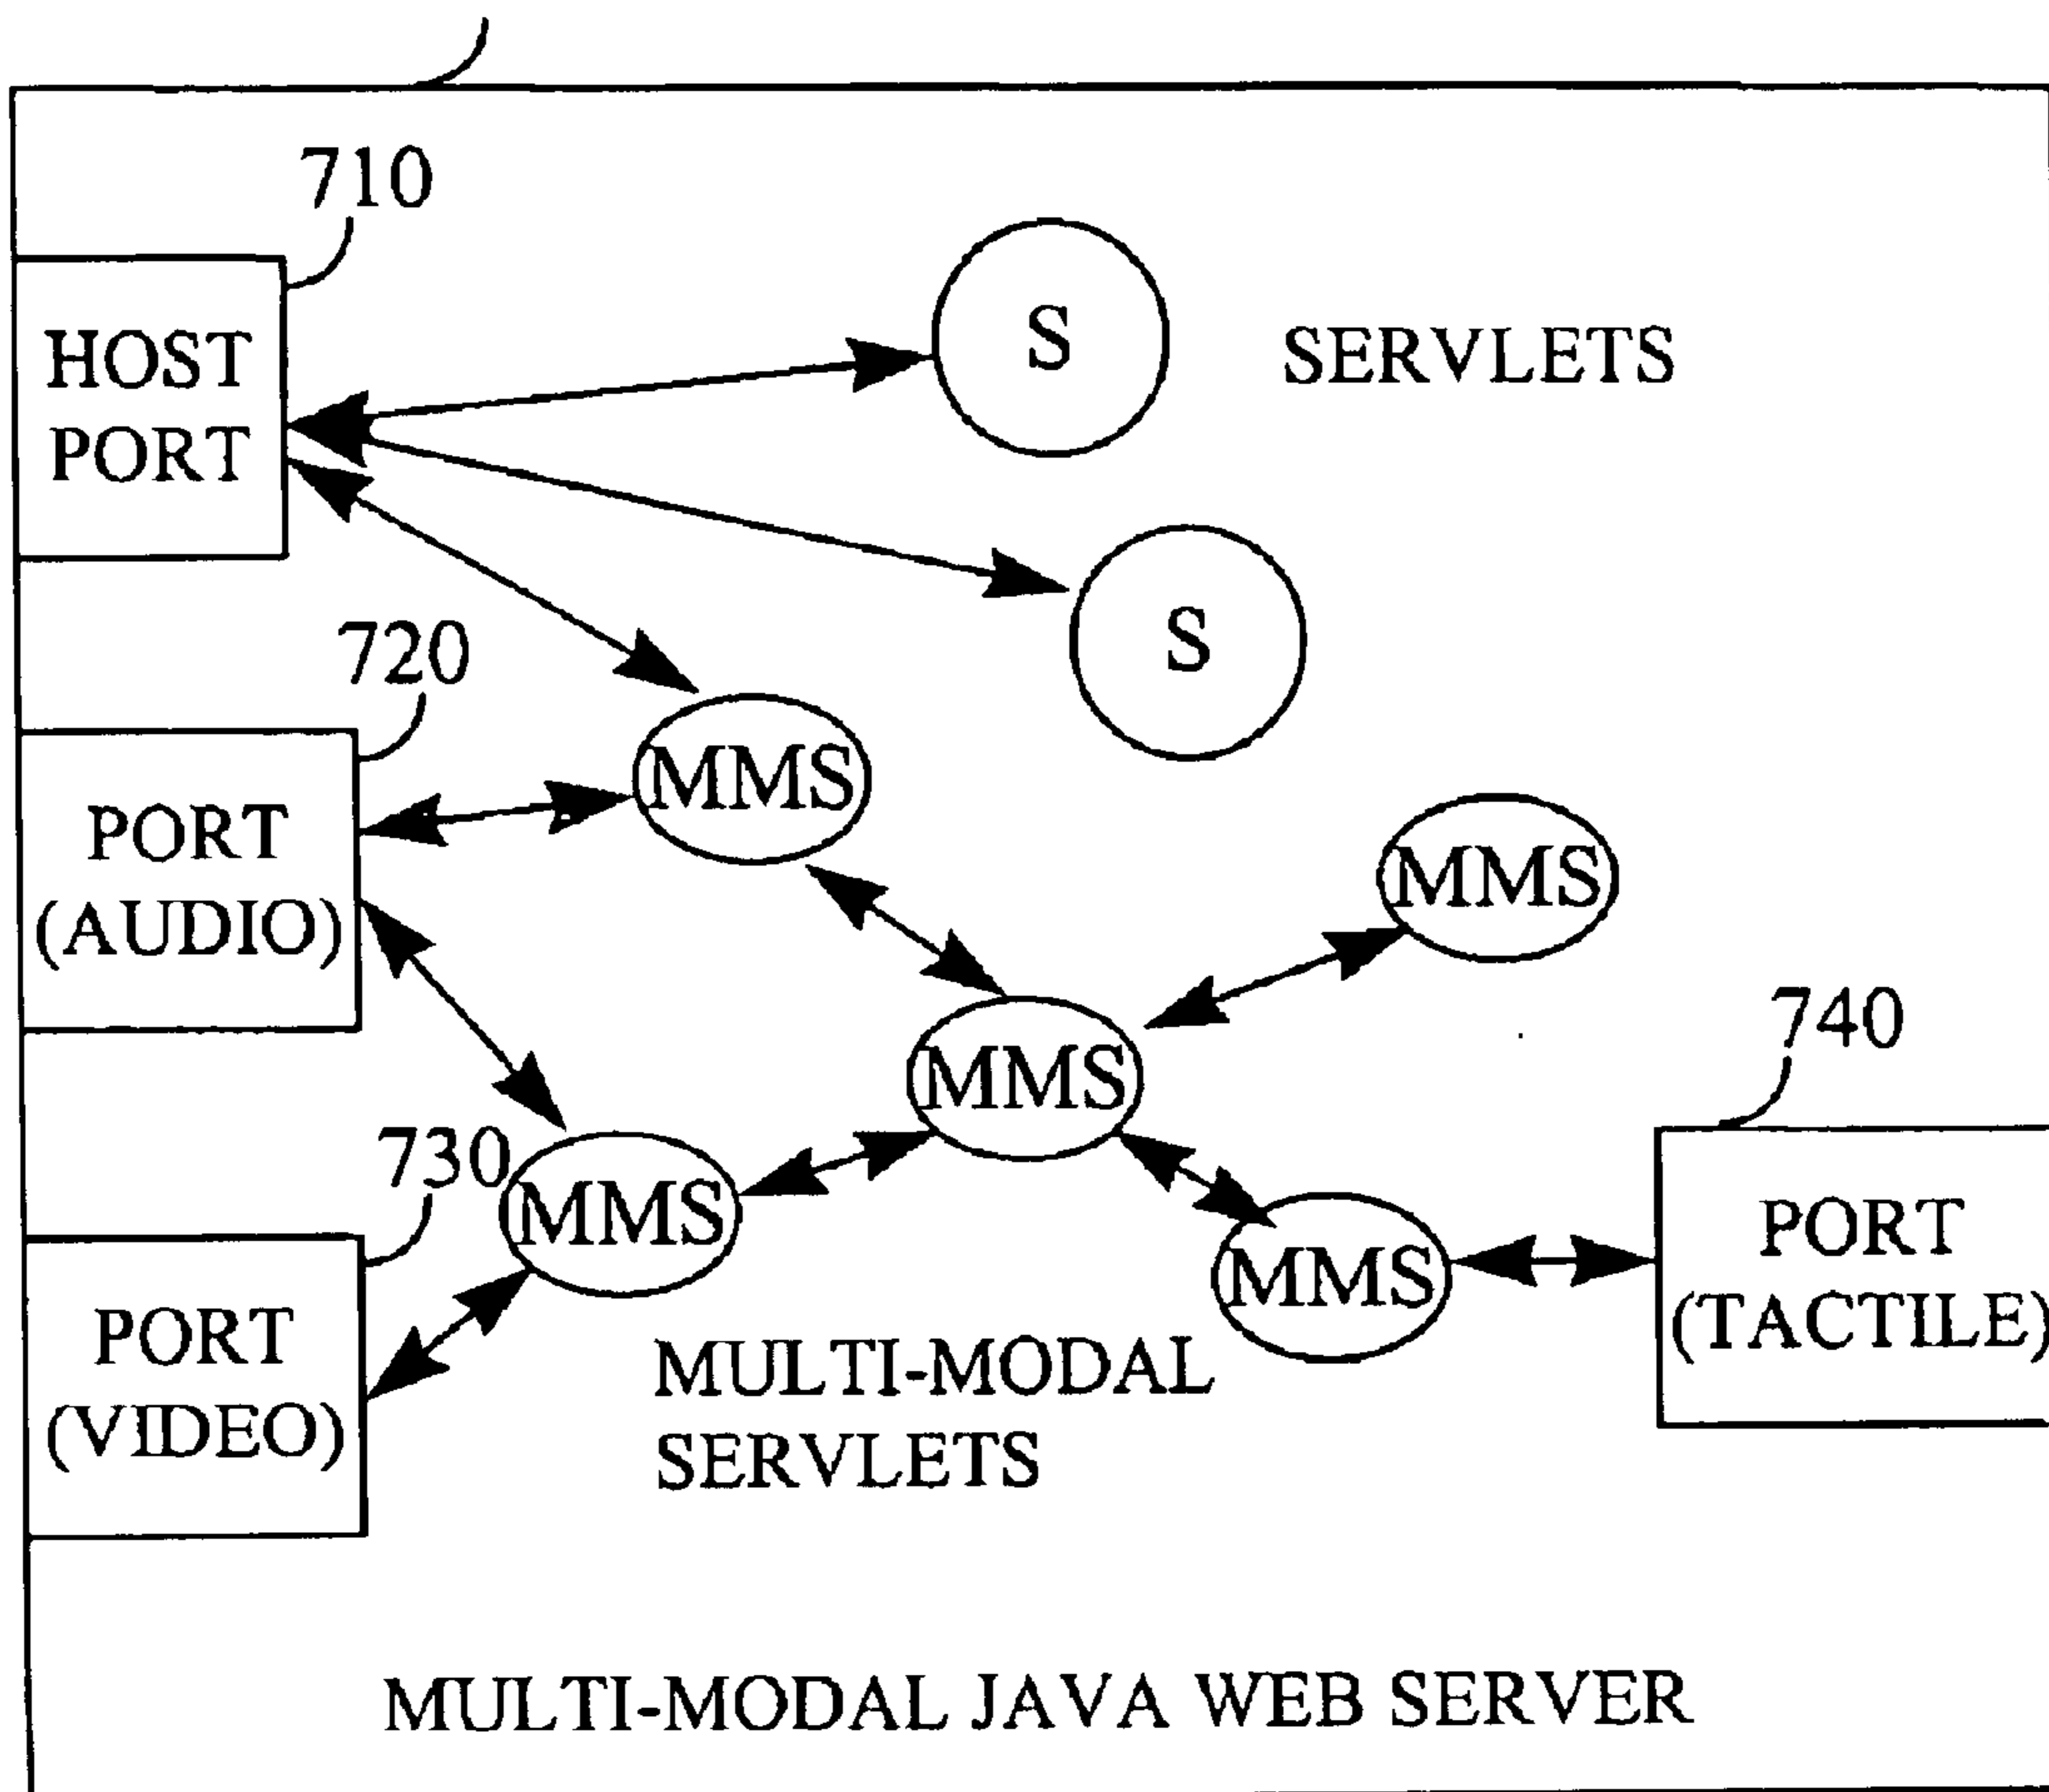 710
HOST
PORT
S
SERVLETS
S
720
MMS
PORT
(AUDIO)
MMS
740
MMS
730
MMS
MMS
PORT
(TACTILE)
PORT
(VIDEO)
MULTI-MODAL
SERVLETS
MULTI-MODAL JAVA WEB SERVER